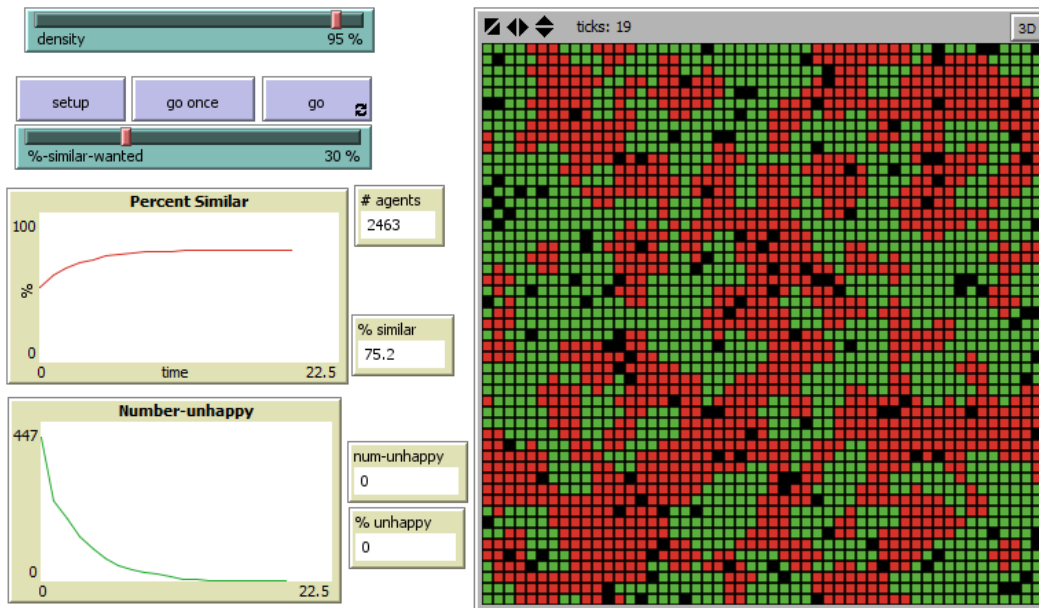 density 95 %
setup
go once
go
%-similar-wanted 30 %
Percent Similar
100
%
0
0 time 22.5
# agents
2463
% similar
75.2
Number-unhappy
447
0
0 22.5
num-unhappy
0
% unhappy
0
ticks: 19
3D